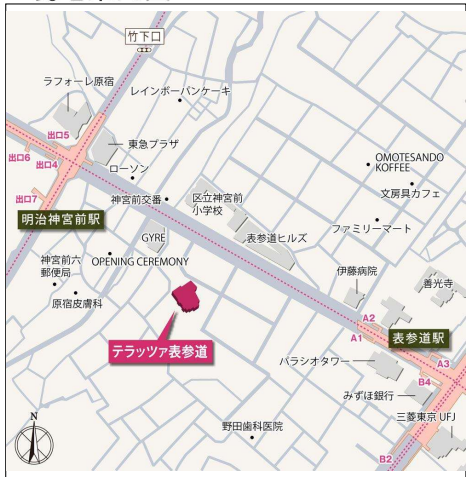 竹下口
ラフォーレ原宿
レインボーパンケーキ
出口5
東急プラザ
出口6
出口4
ローソン
OMOTESANDO
KOFFEE
文房具カフェ
出口7
神宮前交番
区立神宮前
小学校
明治神宮前駅
ファミリーマート
GYRE
表参道ヒルズ
神宮前六
郵便局
OPENING CEREMONY
伊藤病院
善光寺
原宿皮膚科
A2
A1
表参道駅
テラッツァ表参道
パラシオタワー
A3
B4
みずほ銀行
三菱東京 UFJ
野田歯科医院
B2
N